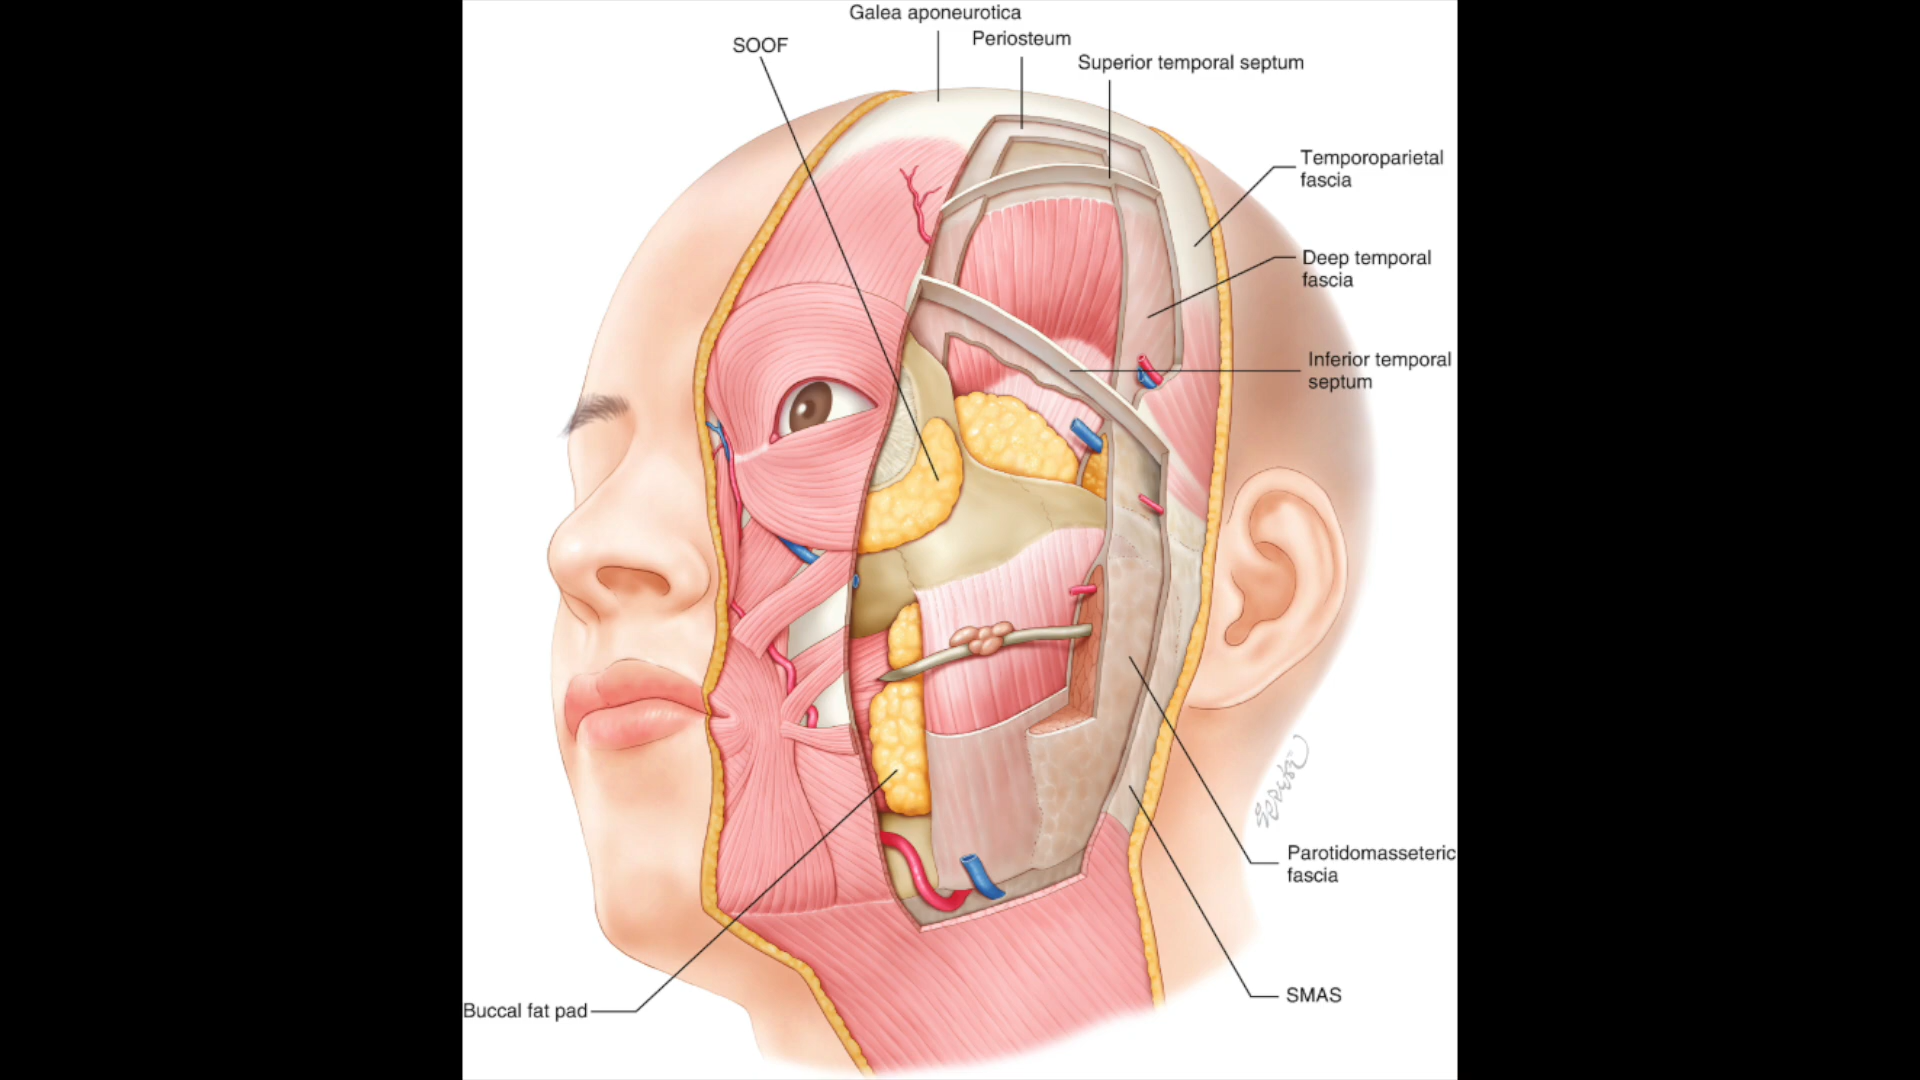 Galea aponeurotica
SOOF
Periosteum
Superior temporal septum
Temporoparietal
fascia
Deep temporal
fascia
Inferior temporal
septum
Parotidomasseteric
fascia
SMAS
Buccal fat pad